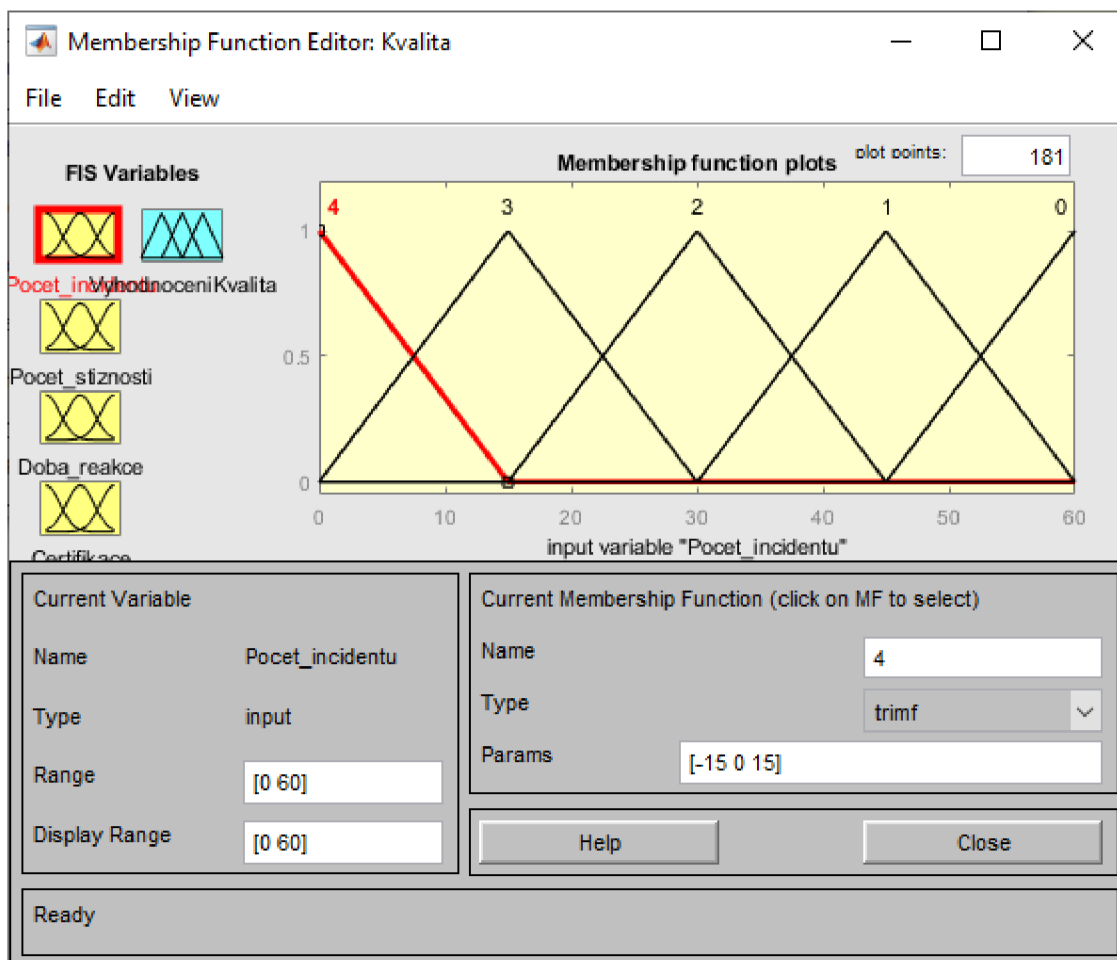 Membership Function Editor: Kvalita
File Edit View
FIS Variables
Pocet_incidentu VyhodnoceniKvalita
Pocet_stiznosti
Doba_reakce
Certifikace
Membership function plots
plot points: 181
4 3 2 1 0
1
0.5
0
0 10 20 30 40 50 60
input variable "Pocet_incidentu"
Current Variable
Name Pocet_incidentu
Type input
Range [0 60]
Display Range [0 60]
Current Membership Function (click on MF to select)
Name 4
Type trimf
Params [-15 0 15]
Help Close
Ready